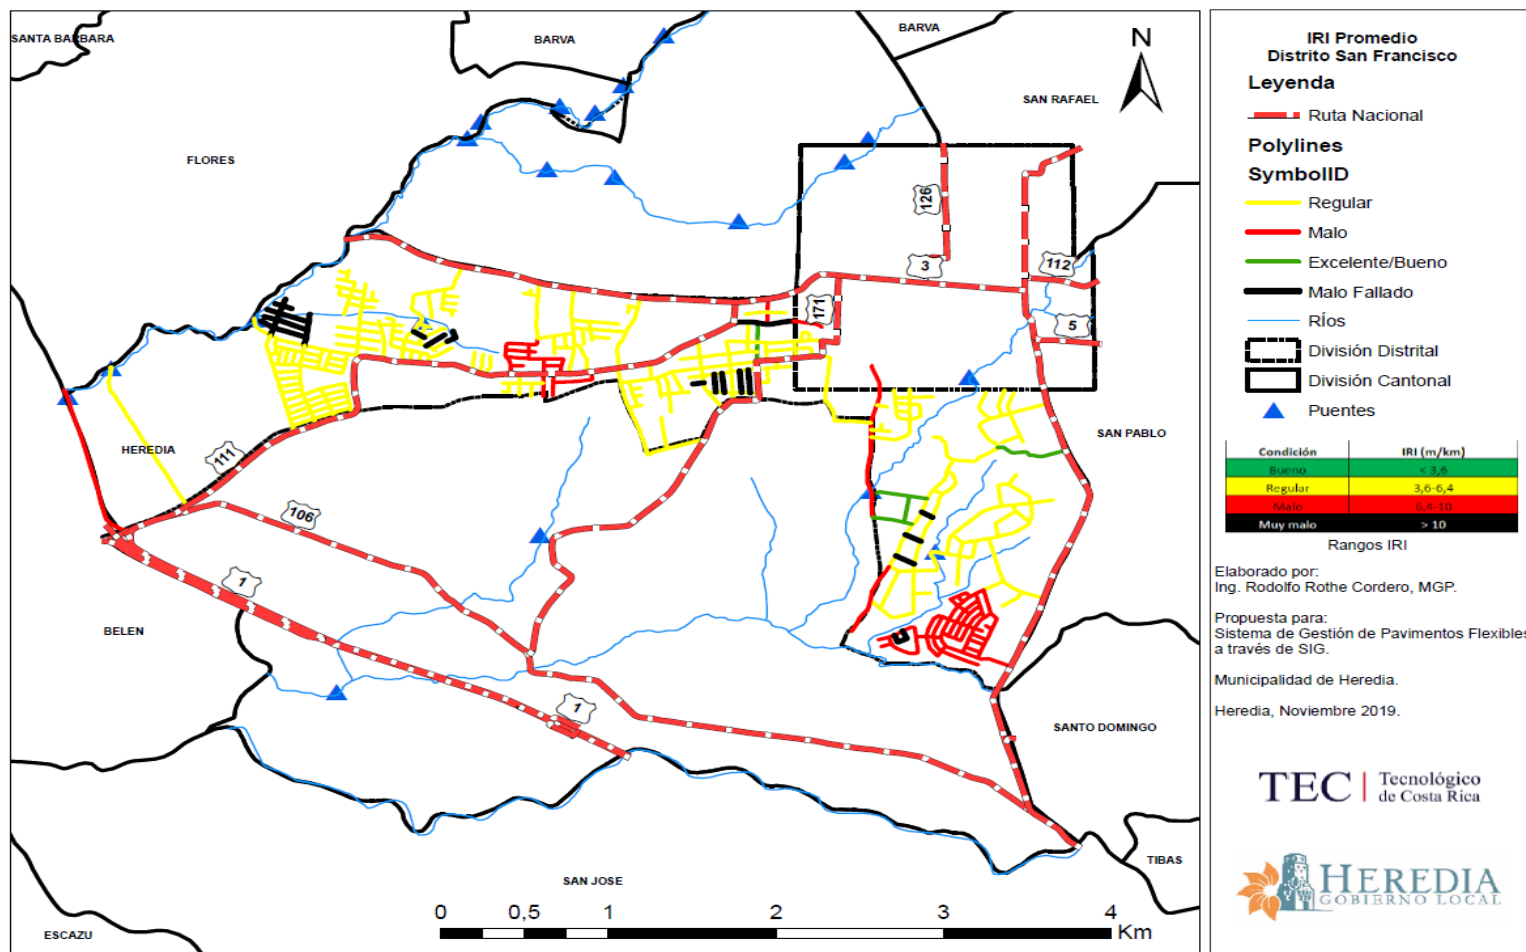 SANTA BARBARA
BARVA
BARVA
N
SAN RAFAEL
FLORES
126
3
112
171
5
SAN PABLO
HEREDIA
111
106
1
BELEN
1
SANTO DOMINGO
TIBAS
SAN JOSE
ESCAZU
0 0,5 1 2 3 4
Km
IRI Promedio
Distrito San Francisco
Leyenda
Ruta Nacional
Polylines
SymbolID
Regular
Malo
Excelente/Bueno
Malo Fallado
RÍos
División Distrital
División Cantonal
Puentes
Condición IRI (m/km)
Bueno < 3,6
Regular 3,6-6,4
Malo 6,4-10
Muy malo > 10
Rangos IRI
Elaborado por:
Ing. Rodolfo Rothe Cordero, MGP.
Propuesta para:
Sistema de Gestión de Pavimentos Flexibles
a través de SIG.
Municipalidad de Heredia.
Heredia, Noviembre 2019.
TEC | Tecnológico
de Costa Rica
HEREDIA
GOBIERNO LOCAL